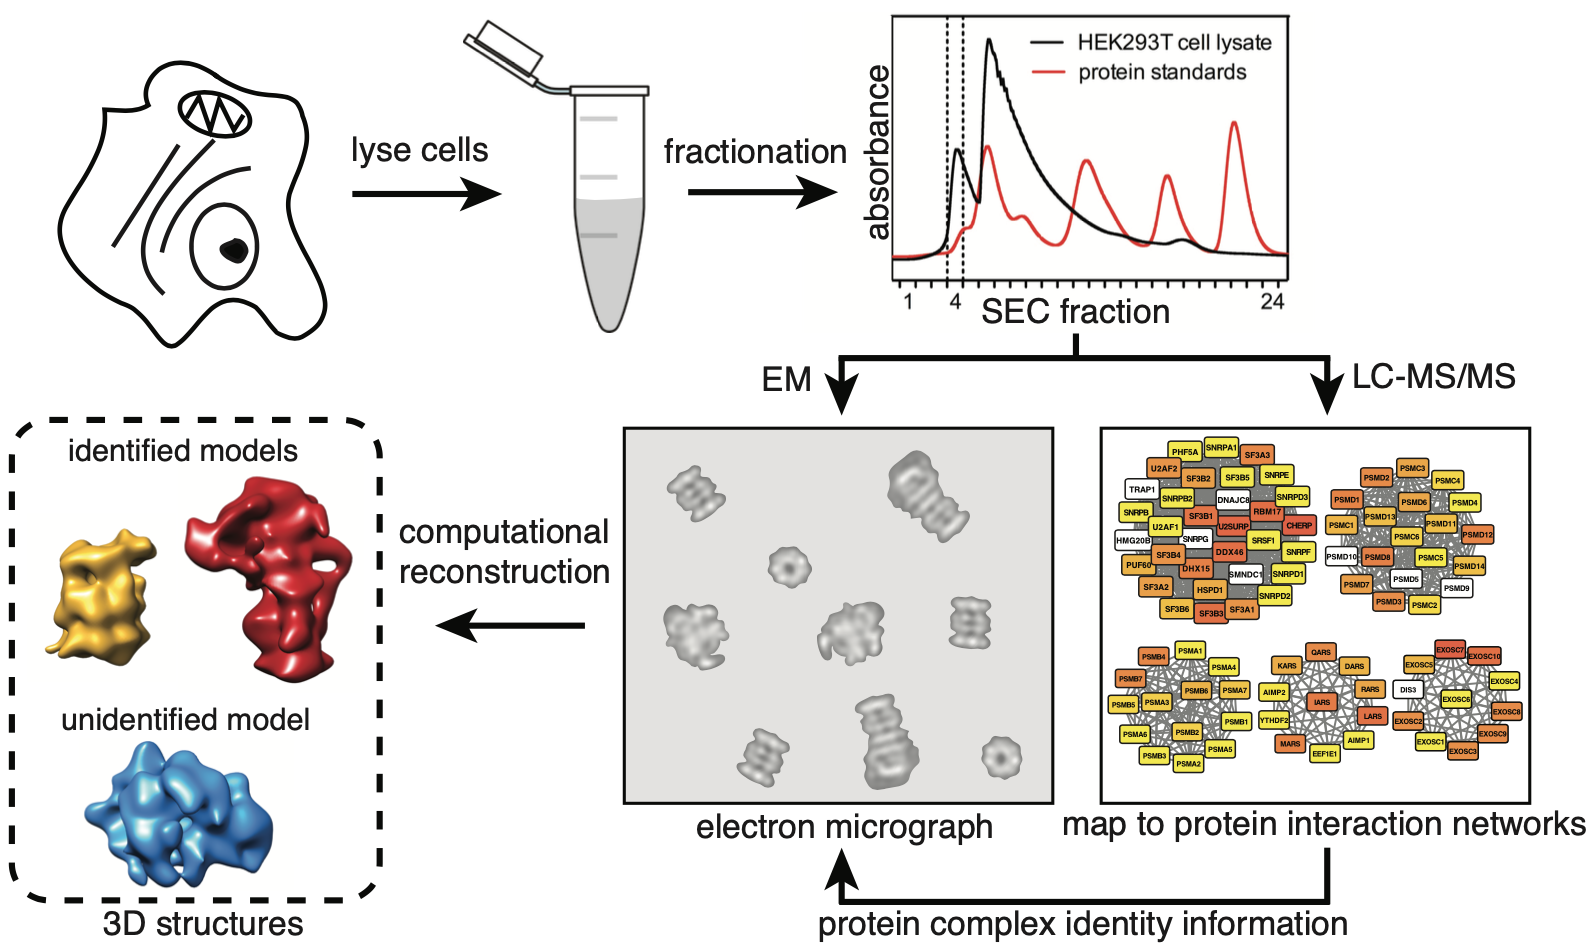 lyse cells
fractionation
absorbance
HEK293T cell lysate
protein standards
1
4
24
SEC fraction
EM
LC-MS/MS
identified models
unidentified model
3D structures
computational
reconstruction
electron micrograph
PHF5A
SNRPA1
SF3A3
U2AF2
SF3B2
SF3B5
SNRPE
TRAP1
SNRPB2
DNAJC8
SNRPD3
SNRPB
SF3B1
U2SURP
RBM17
CHERP
U2AF1
HMG20B
SNRPG
SRSF1
SF3B4
DDX46
SNRPF
PUF60
DHX15
SMNDC1
SNRPD1
SF3A2
HSPD1
SNRPD2
SF3B6
SF3B3
SF3A1
PSMC3
PSMD2
PSMC4
PSMD1
PSMD6
PSMD4
PSMC1
PSMD13
PSMD11
PSMC6
PSMD12
PSMD10
PSMD8
PSMC5
PSMD14
PSMD7
PSMD5
PSMD9
PSMD3
PSMC2
PSMB4
PSMA1
PSMA4
PSMB7
PSMB6
PSMA7
PSMB5
PSMA3
PSMB1
PSMA6
PSMB2
PSMB3
PSMA5
PSMA2
QARS
KARS
DARS
AIMP2
IARS
RARS
YTHDF2
LARS
MARS
AIMP1
EEF1E1
EXOSC7
EXOSC10
EXOSC5
DIS3
EXOSC4
EXOSC6
EXOSC2
EXOSC8
EXOSC1
EXOSC9
EXOSC3
map to protein interaction networks
protein complex identity information